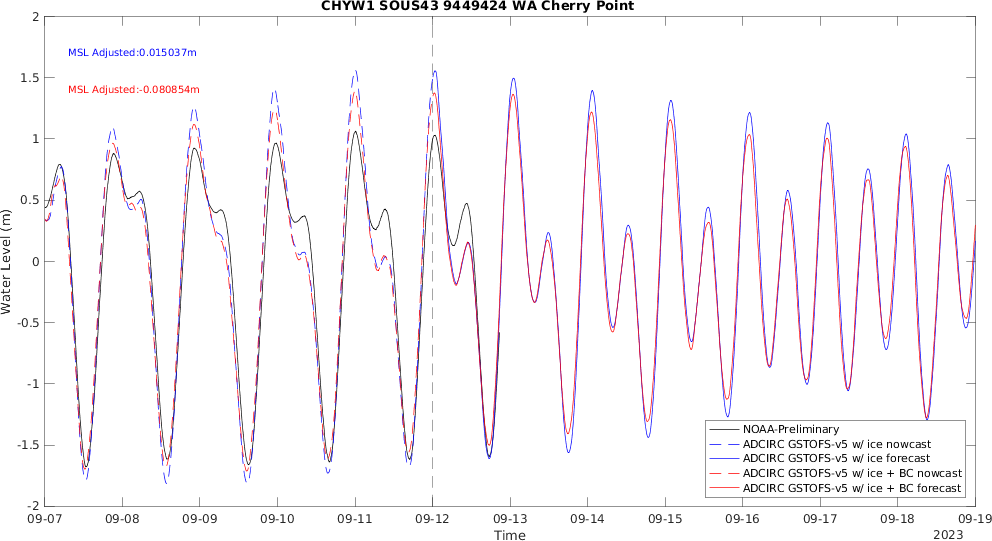 CHYW1 SOUS43 9449424 WA Cherry Point
MSL Adjusted:0.015037m
MSL Adjusted:-0.080854m
Water Level (m)
2
1.5
1
0.5
0
-0.5
-1
-1.5
-2
NOAA-Preliminary
ADCIRC GSTOFS-v5 w/ ice nowcast
ADCIRC GSTOFS-v5 w/ ice forecast
ADCIRC GSTOFS-v5 w/ ice + BC nowcast
ADCIRC GSTOFS-v5 w/ ice + BC forecast
09-07 09-08 09-09 09-10 09-11 09-12 09-13 09-14 09-15 09-16 09-17 09-18 09-19
Time
2023